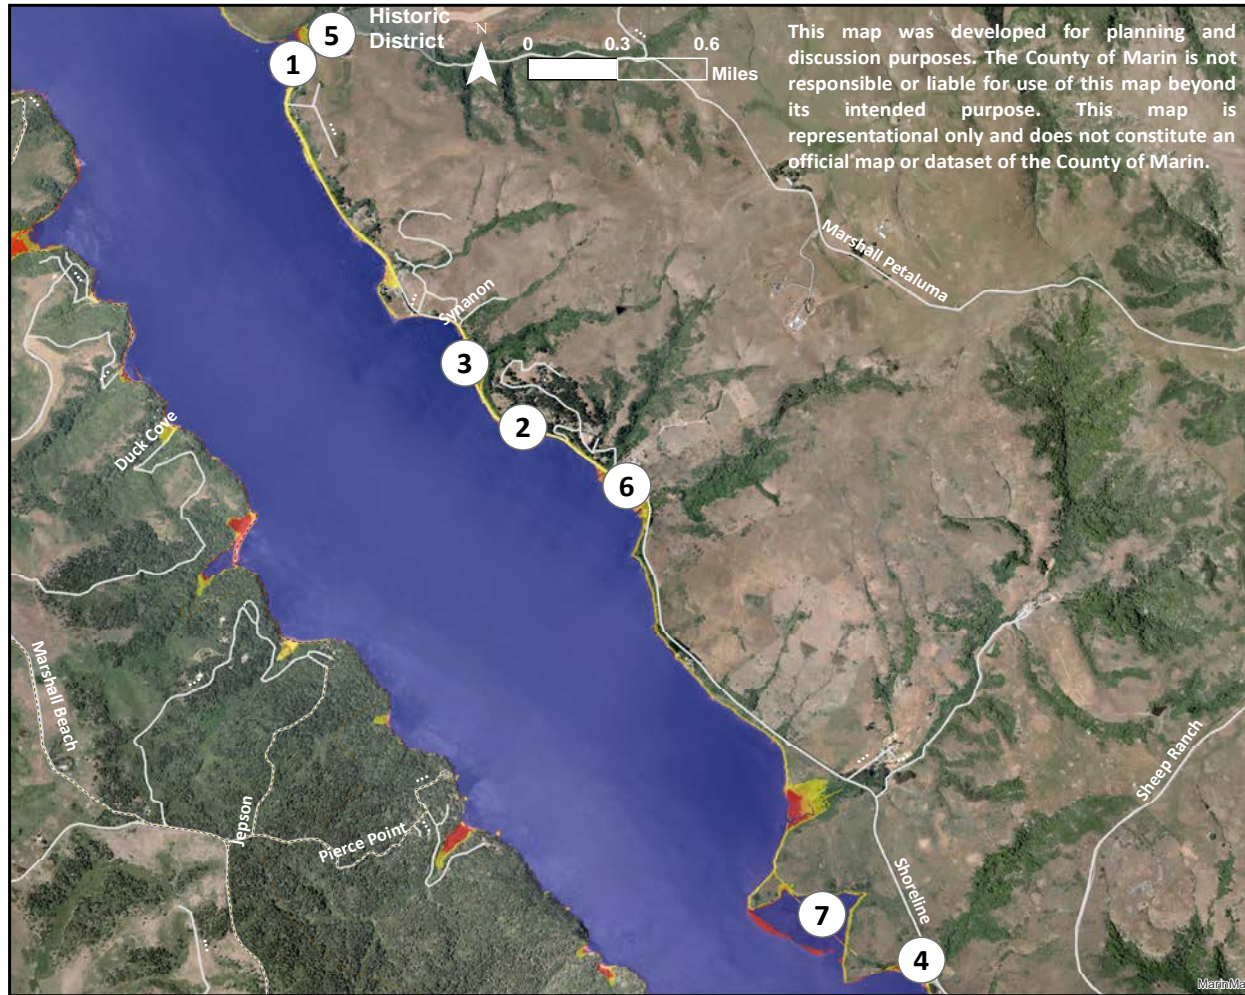 5
Historic
District
1
N
0 0.3 0.6
Miles
This map was developed for planning and
discussion purposes. The County of Marin is not
responsible or liable for use of this map beyond
its intended purpose. This map is
representational only and does not constitute an
official map or dataset of the County of Marin.
Marshall Petaluma
Synanon
3
2
Duck Cove
6
Marshall Beach
Jepson
Pierce Point
Sheep Ranch
Shoreline
7
4
MarinMa